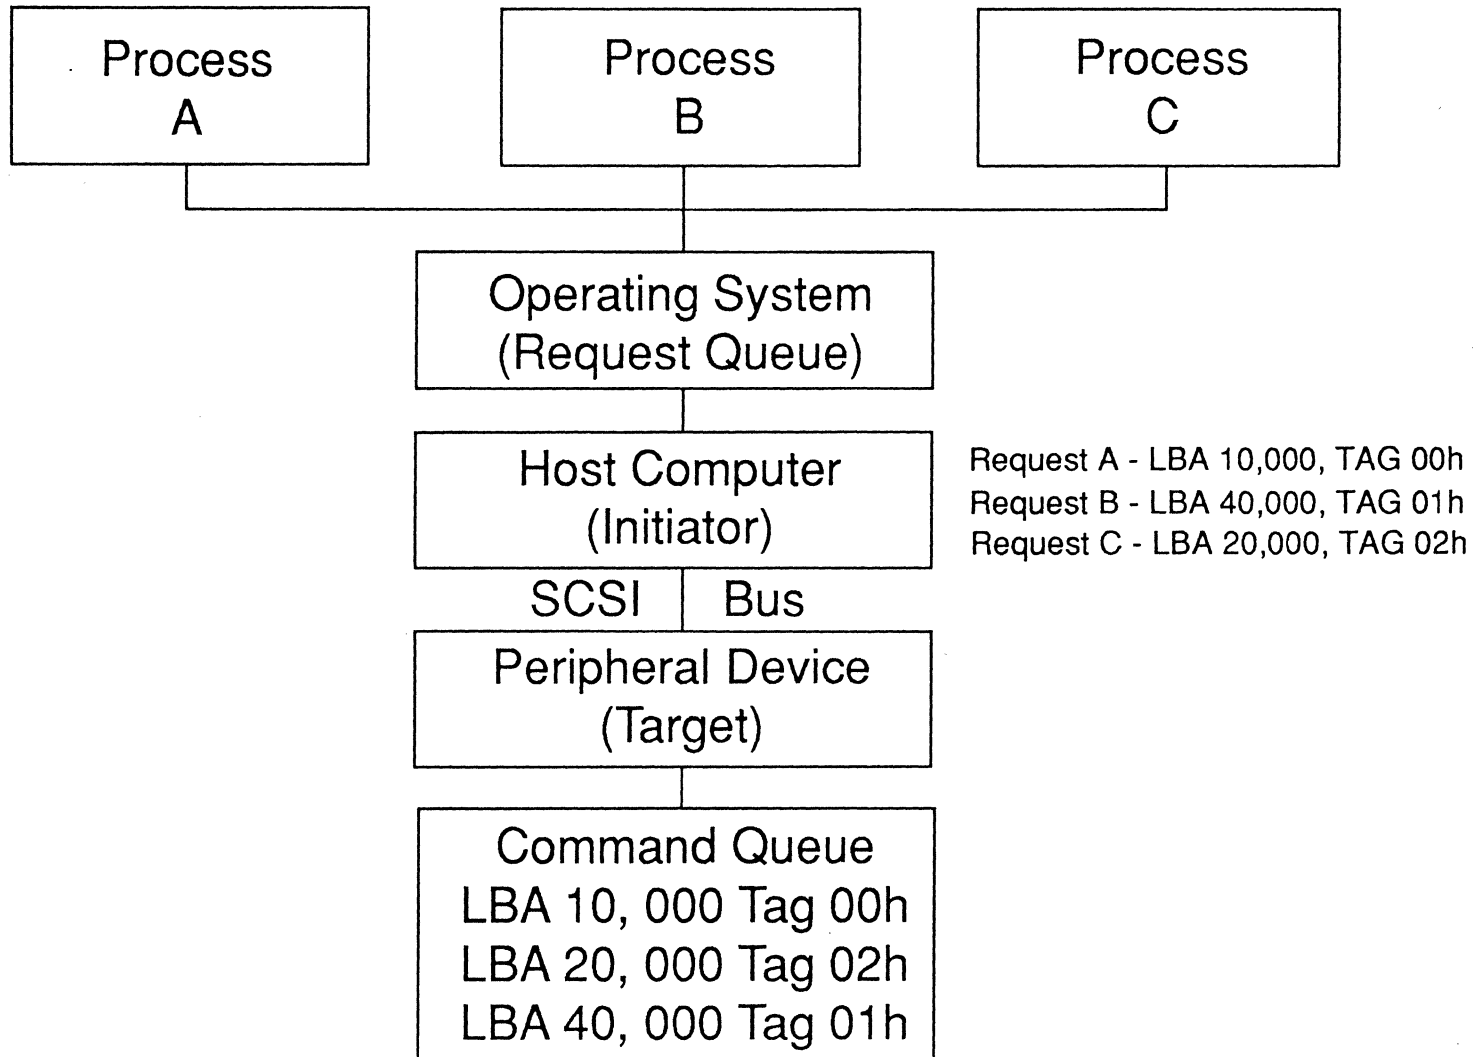 Process
A
Process
B
Process
C
Operating System
(Request Queue)
Host Computer
(Initiator)
Request A - LBA 10,000, TAG 00h
Request B - LBA 40,000, TAG 01h
Request C - LBA 20,000, TAG 02h
SCSI Bus
Peripheral Device
(Target)
Command Queue
LBA 10, 000 Tag 00h
LBA 20, 000 Tag 02h
LBA 40, 000 Tag 01h